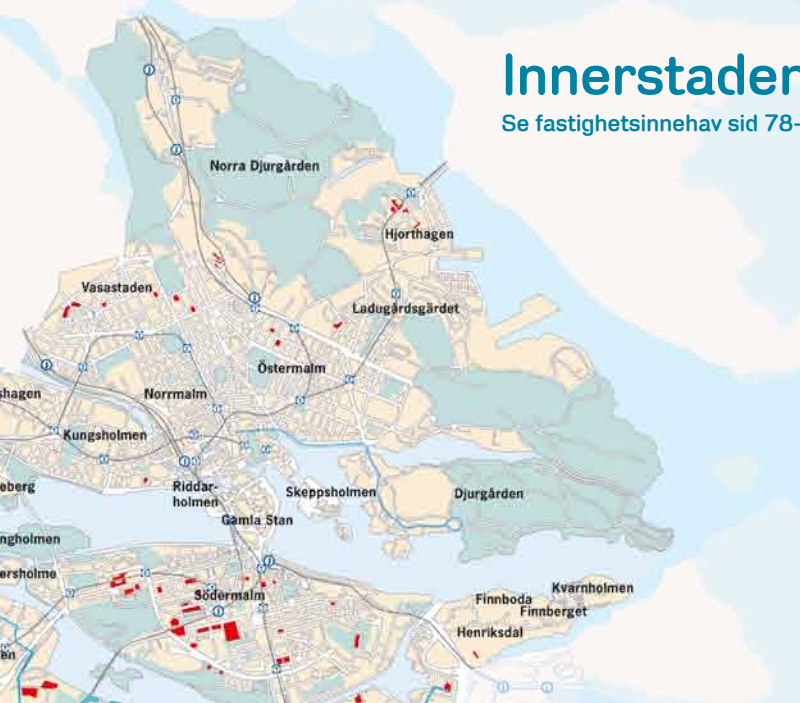 Innerstaden
Se fastighetsinnehav sid 78-
Norra Djurgården
Hjorthagen
Vasastaden
Ladugårdsgärdet
Östermalm
shagen
Norrmalm
Kungsholmen
eberg
Riddar-
holmen
Skeppsholmen
Djurgården
Gamla Stan
ngholmen
ersholme
Södermalm
Kvarnholmen
Finnboda
Finnberget
Henriksdal
en